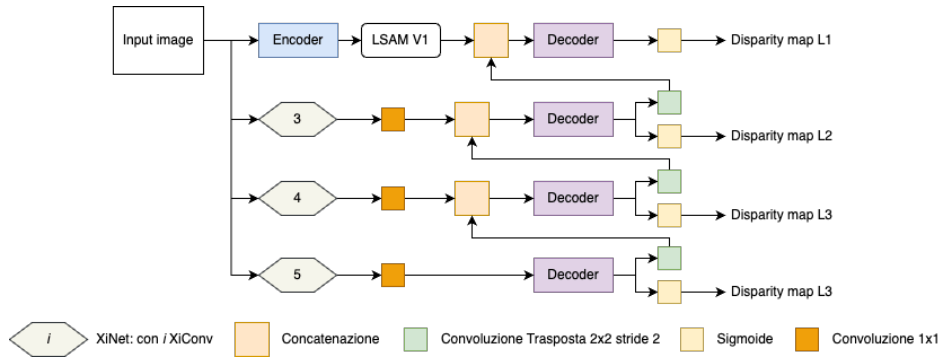 Input image
Encoder
LSAM V1
Decoder
Disparity map L1
3
Decoder
Disparity map L2
4
Decoder
Disparity map L3
5
Decoder
Disparity map L3
i
XiNet: con i XiConv
Concatenazione
Convoluzione Trasposta 2x2 stride 2
Sigmoide
Convoluzione 1x1